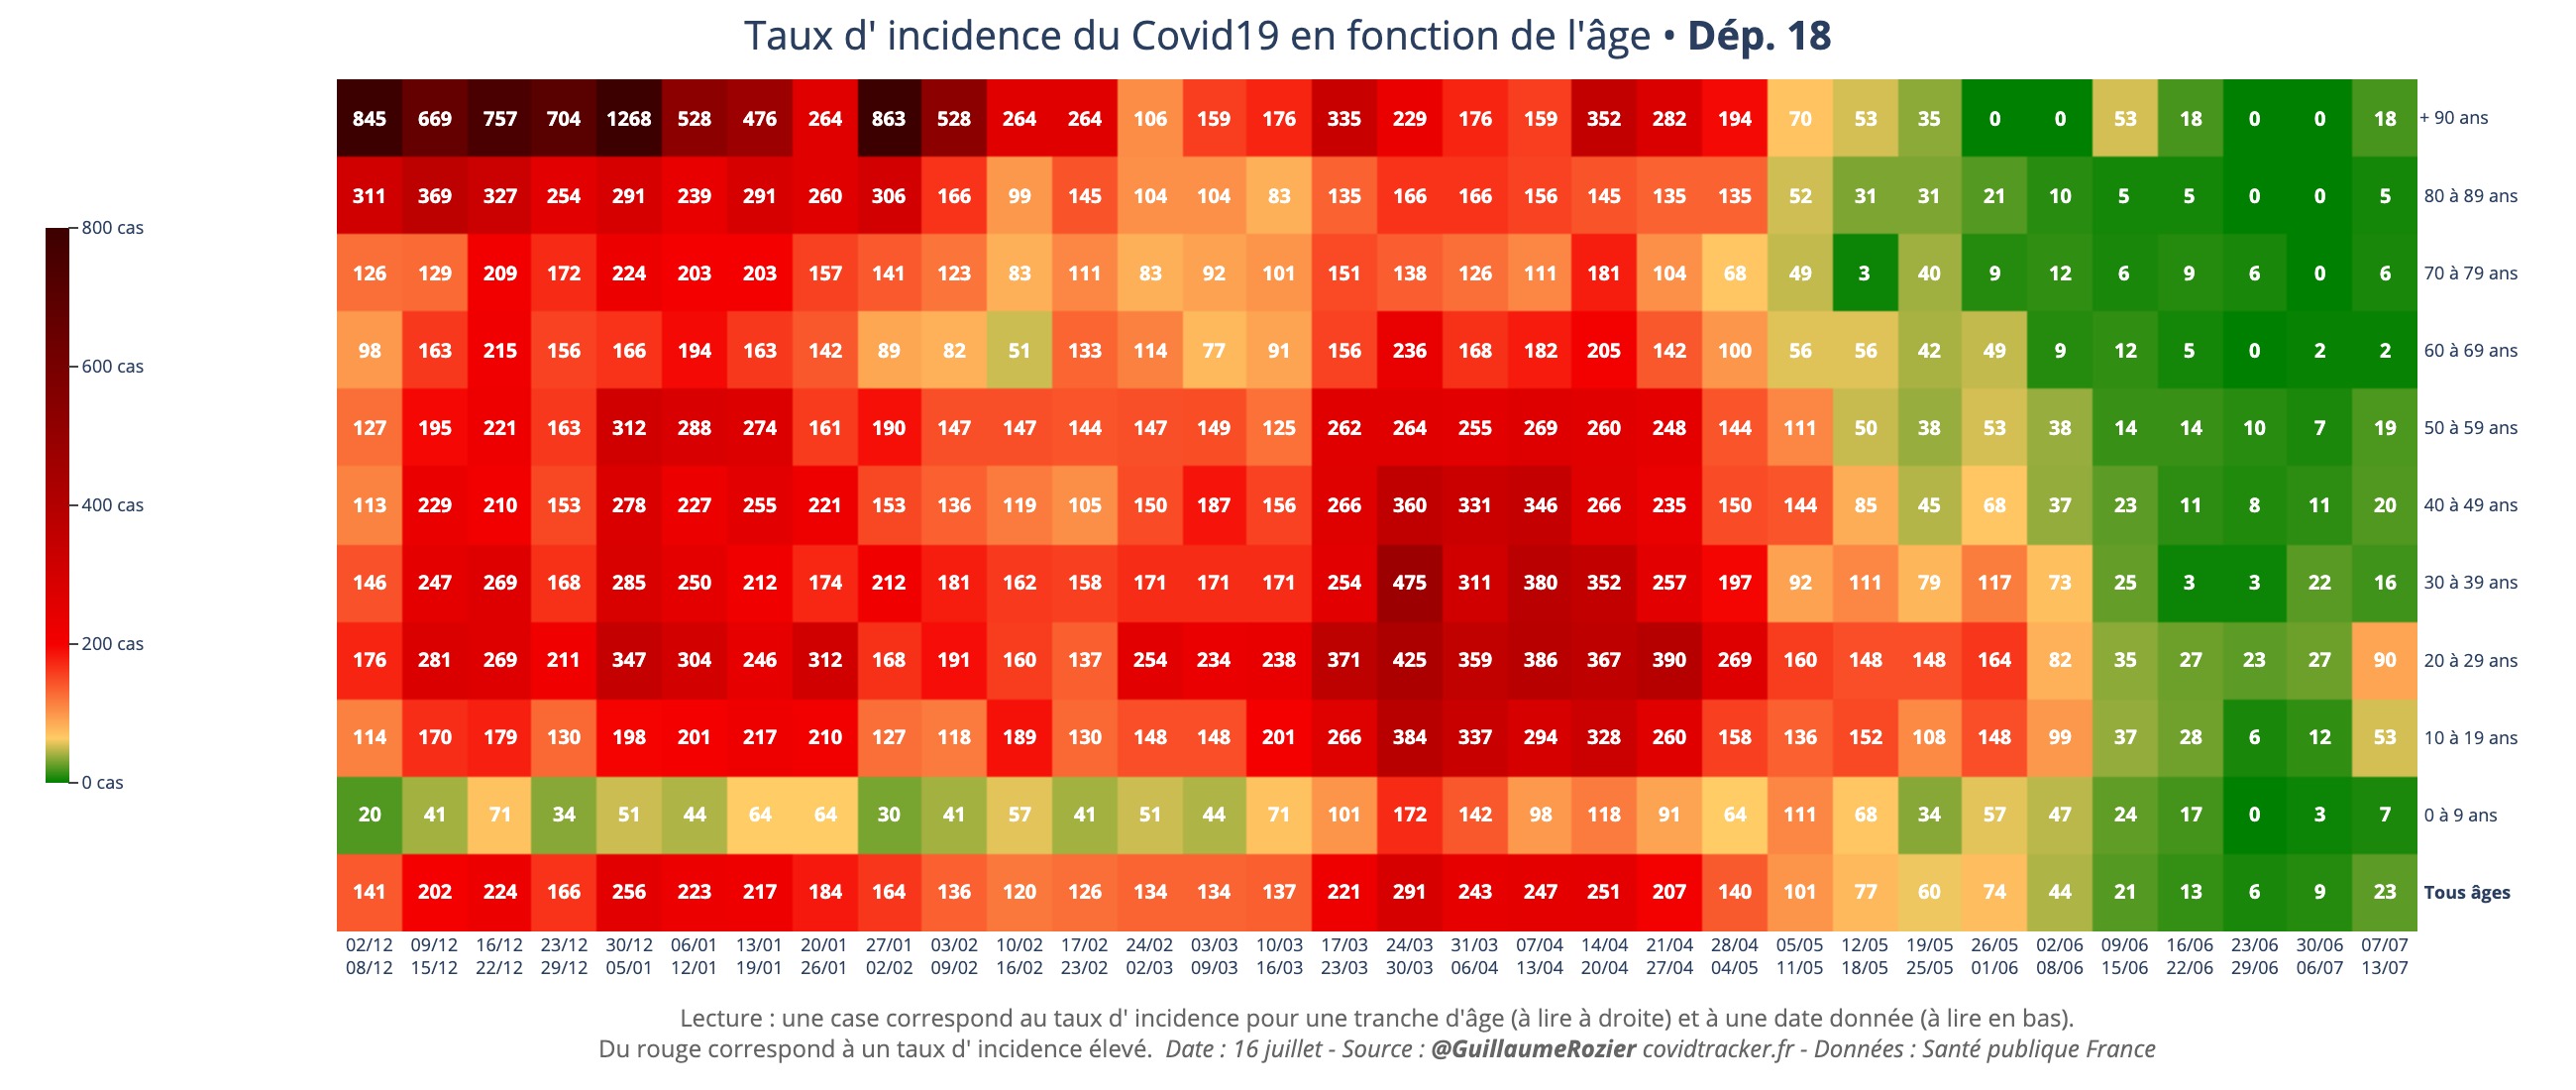 Taux d' incidence du Covid19 en fonction de l'âge • Dép. 18
845 669 757 704 1268 528 476 264 863 528 264 264 106 159 176 335 229 176 159 352 282 194 70 53 35 0 0 53 18 0 0 18 + 90 ans
311 369 327 254 291 239 291 260 306 166 99 145 104 104 83 135 166 166 156 145 135 135 52 31 31 21 10 5 5 0 0 5 80 à 89 ans
800 cas
126 129 209 172 224 203 203 157 141 123 83 111 83 92 101 151 138 126 111 181 104 68 49 3 40 9 12 6 9 6 0 6 70 à 79 ans
98 163 215 156 166 194 163 142 89 82 51 133 114 77 91 156 236 168 182 205 142 100 56 56 42 49 9 12 5 0 2 2 60 à 69 ans
600 cas
127 195 221 163 312 288 274 161 190 147 147 144 147 149 125 262 264 255 269 260 248 144 111 50 38 53 38 14 14 10 7 19 50 à 59 ans
400 cas
113 229 210 153 278 227 255 221 153 136 119 105 150 187 156 266 360 331 346 266 235 150 144 85 45 68 37 23 11 8 11 20 40 à 49 ans
146 247 269 168 285 250 212 174 212 181 162 158 171 171 171 254 475 311 380 352 257 197 92 111 79 117 73 25 3 3 22 16 30 à 39 ans
200 cas
176 281 269 211 347 304 246 312 168 191 160 137 254 234 238 371 425 359 386 367 390 269 160 148 148 164 82 35 27 23 27 90 20 à 29 ans
114 170 179 130 198 201 217 210 127 118 189 130 148 148 201 266 384 337 294 328 260 158 136 152 108 148 99 37 28 6 12 53 10 à 19 ans
0 cas
20 41 71 34 51 44 64 64 30 41 57 41 51 44 71 101 172 142 98 118 91 64 111 68 34 57 47 24 17 0 3 7 0 à 9 ans
141 202 224 166 256 223 217 184 164 136 120 126 134 134 137 221 291 243 247 251 207 140 101 77 60 74 44 21 13 6 9 23 Tous âges
02/12 09/12 16/12 23/12 30/12 06/01 13/01 20/01 27/01 03/02 10/02 17/02 24/02 03/03 10/03 17/03 24/03 31/03 07/04 14/04 21/04 28/04 05/05 12/05 19/05 26/05 02/06 09/06 16/06 23/06 30/06 07/07
08/12 15/12 22/12 29/12 05/01 12/01 19/01 26/01 02/02 09/02 16/02 23/02 02/03 09/03 16/03 23/03 30/03 06/04 13/04 20/04 27/04 04/05 11/05 18/05 25/05 01/06 08/06 15/06 22/06 29/06 06/07 13/07
Lecture : une case correspond au taux d' incidence pour une tranche d'âge (à lire à droite) et à une date donnée (à lire en bas).
Du rouge correspond à un taux d' incidence élevé. Date : 16 juillet - Source : @GuillaumeRozier covidtracker.fr - Données : Santé publique France